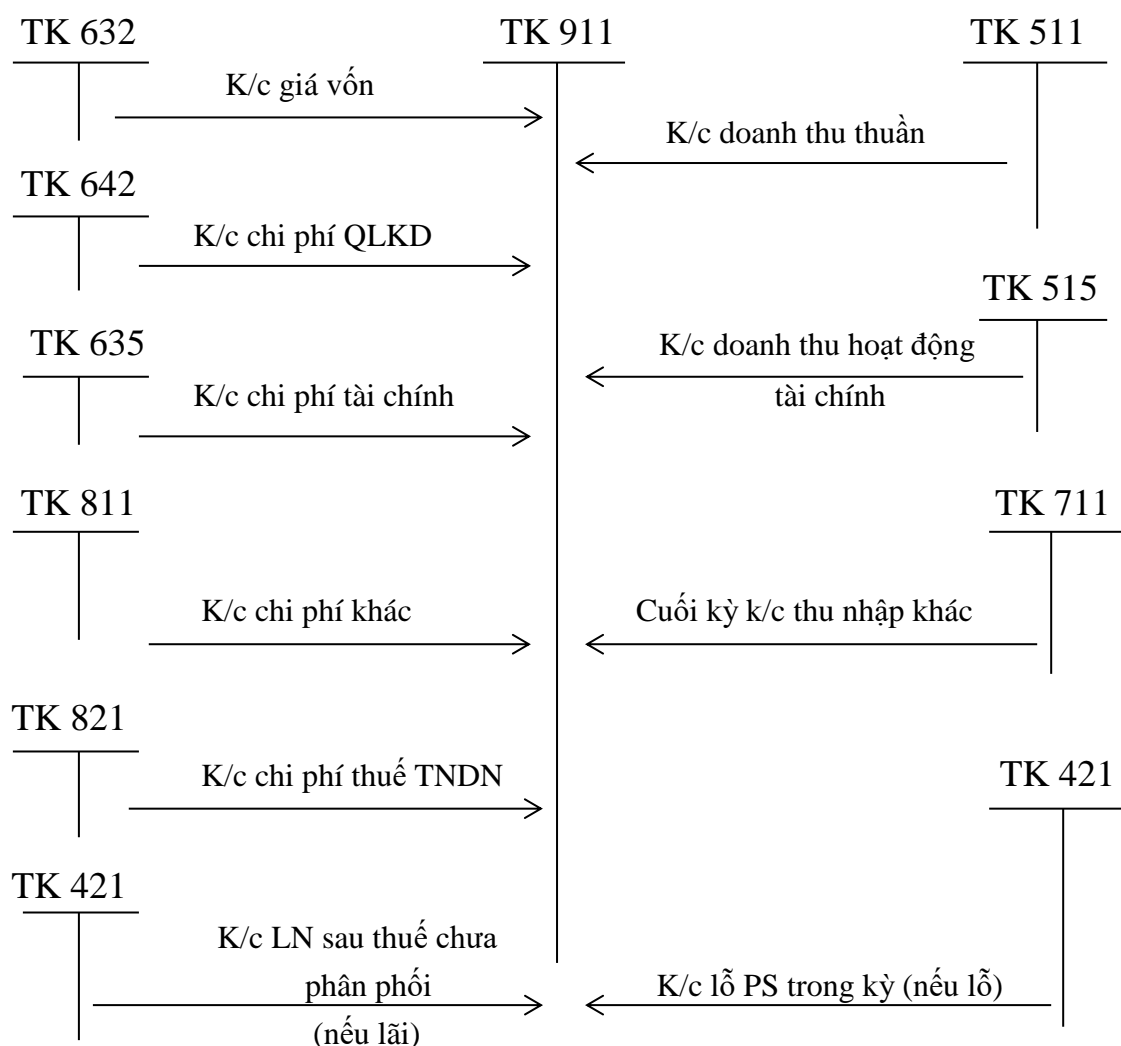 TK 632
TK 911
TK 511
K/c giá vốn
K/c doanh thu thuần
TK 642
K/c chi phí QLKD
TK 515
TK 635
K/c doanh thu hoạt động
tài chính
K/c chi phí tài chính
TK 811
TK 711
K/c chi phí khác
Cuối kỳ k/c thu nhập khác
TK 821
K/c chi phí thuế TNDN
TK 421
TK 421
K/c LN sau thuế chưa
phân phối
(nếu lãi)
K/c lỗ PS trong kỳ (nếu lỗ)